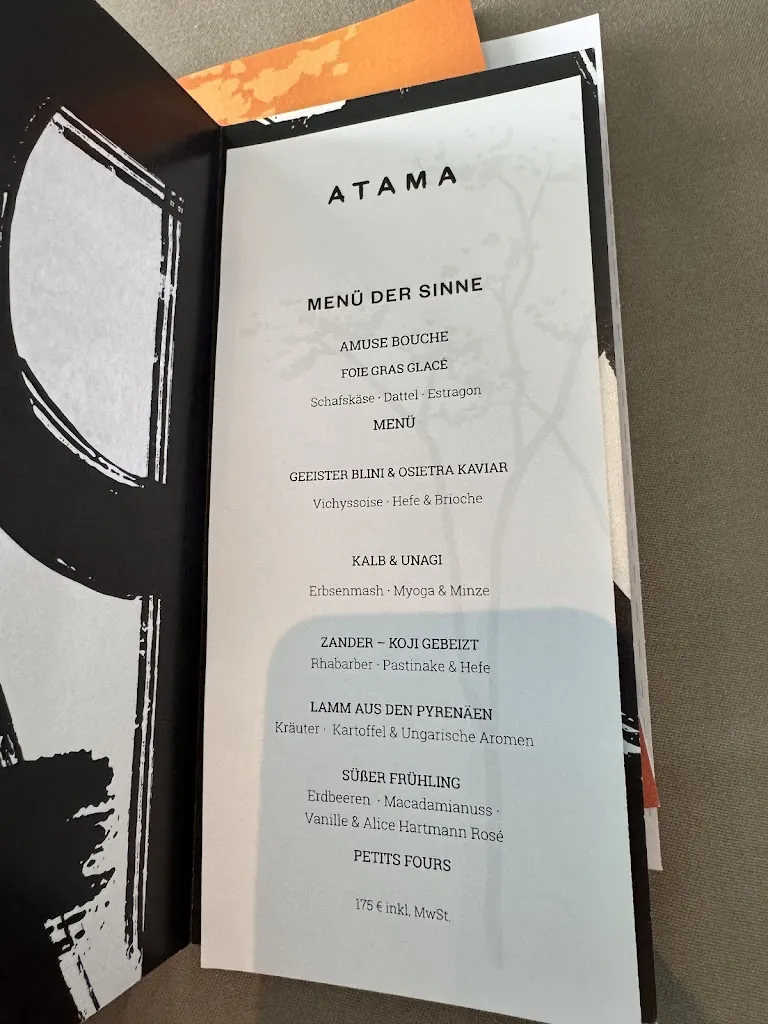 ATAMA
MENÜ DER SINNE
AMUSE BOUCHE
FOIE GRAS GLACÉ
Schafskäse · Dattel · Estragon
MENÜ
GEEISTER BLINI & OSIETRA KAVIAR
Vichyssoise · Hefe & Brioche
KALB & UNAGI
Erbsenmash · Myoga & Minze
ZANDER – KOJI GEBEIZT
Rhabarber · Pastinake & Hefe
LAMM AUS DEN PYRENÄEN
Kräuter · Kartoffel & Ungarische Aromen
SÜßER FRÜHLING
Erdbeeren · Macadamianuss ·
Vanille & Alice Hartmann Rosé
PETITS FOURS
175 € inkl. MwSt.